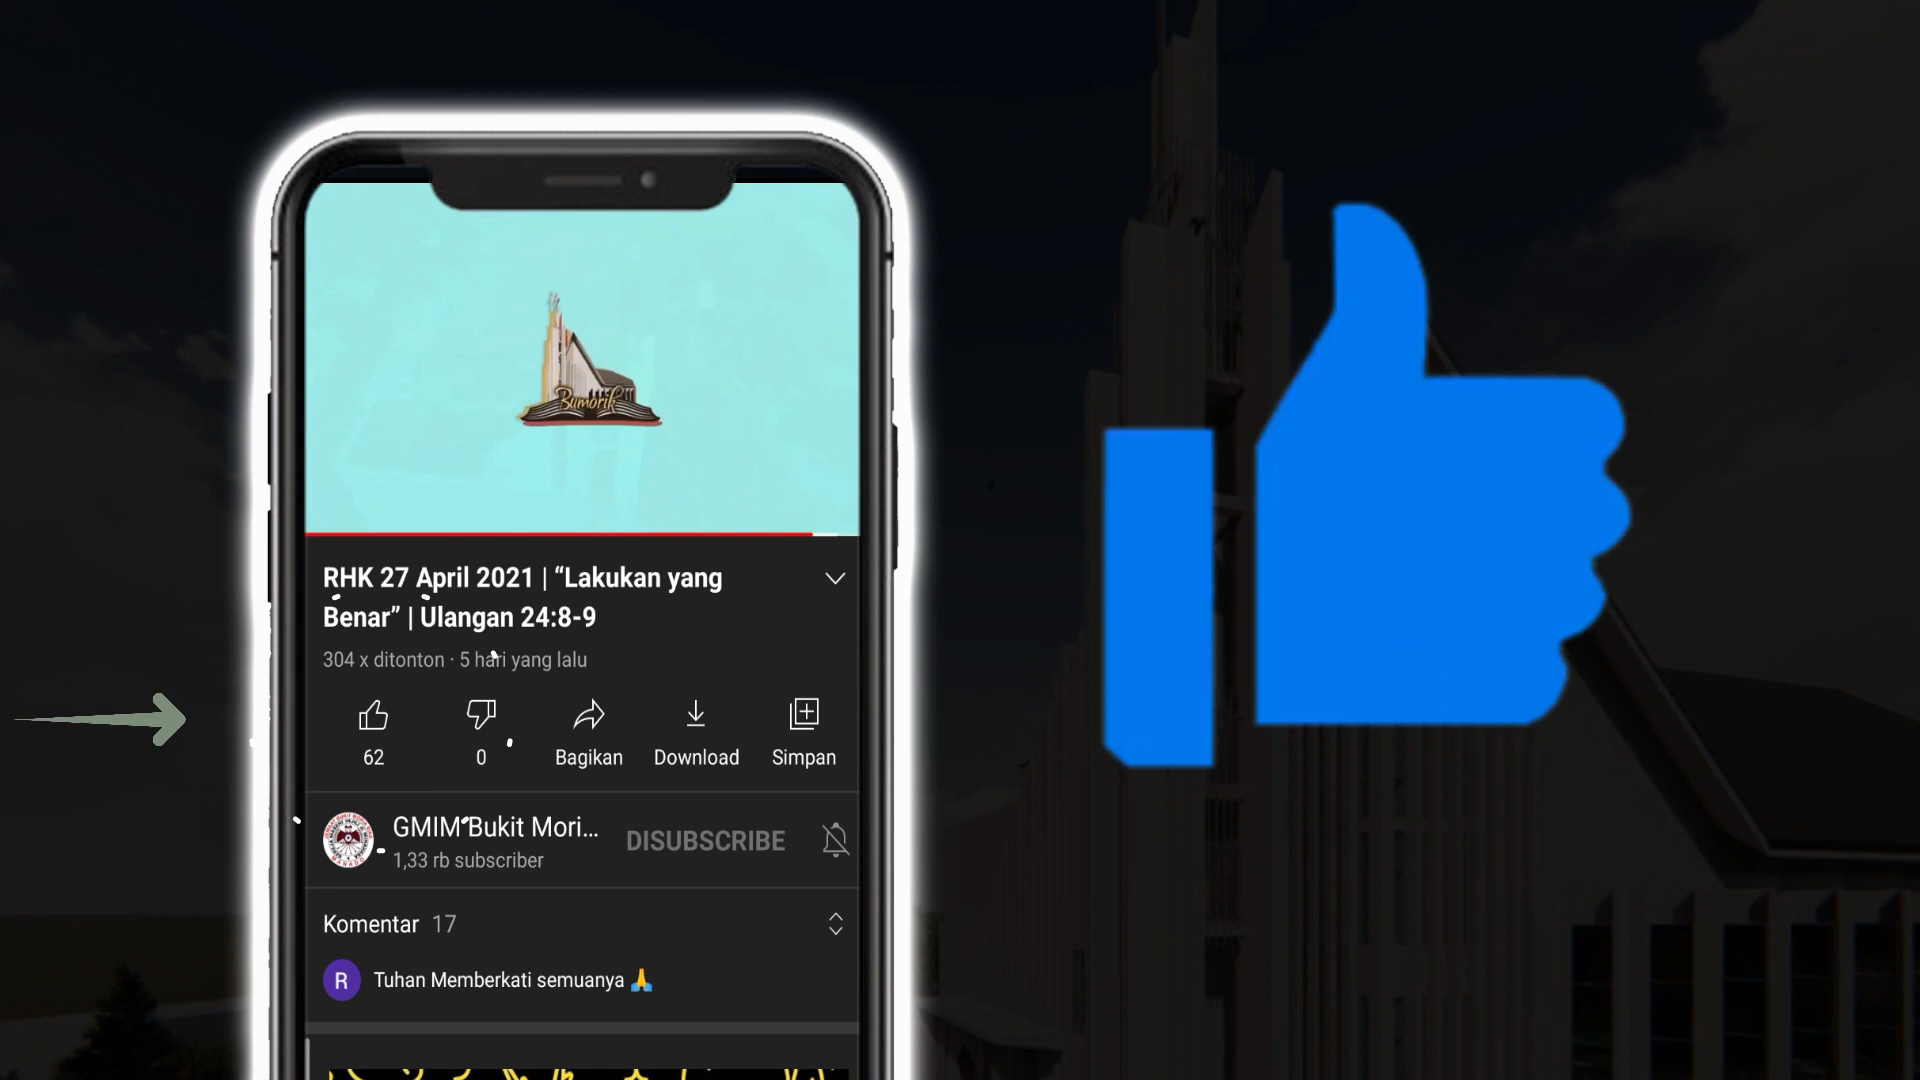 Bumorik
RHK 27 April 2021 | “Lakukan yang
Benar” | Ulangan 24:8-9
304 x ditonton · 5 hari yang lalu
62
0
Bagikan
Download
Simpan
GMIM Bukit Mori...
DISUBSCRIBE
1,33 rb subscriber
Komentar 17
R
Tuhan Memberkati semuanya 🙏